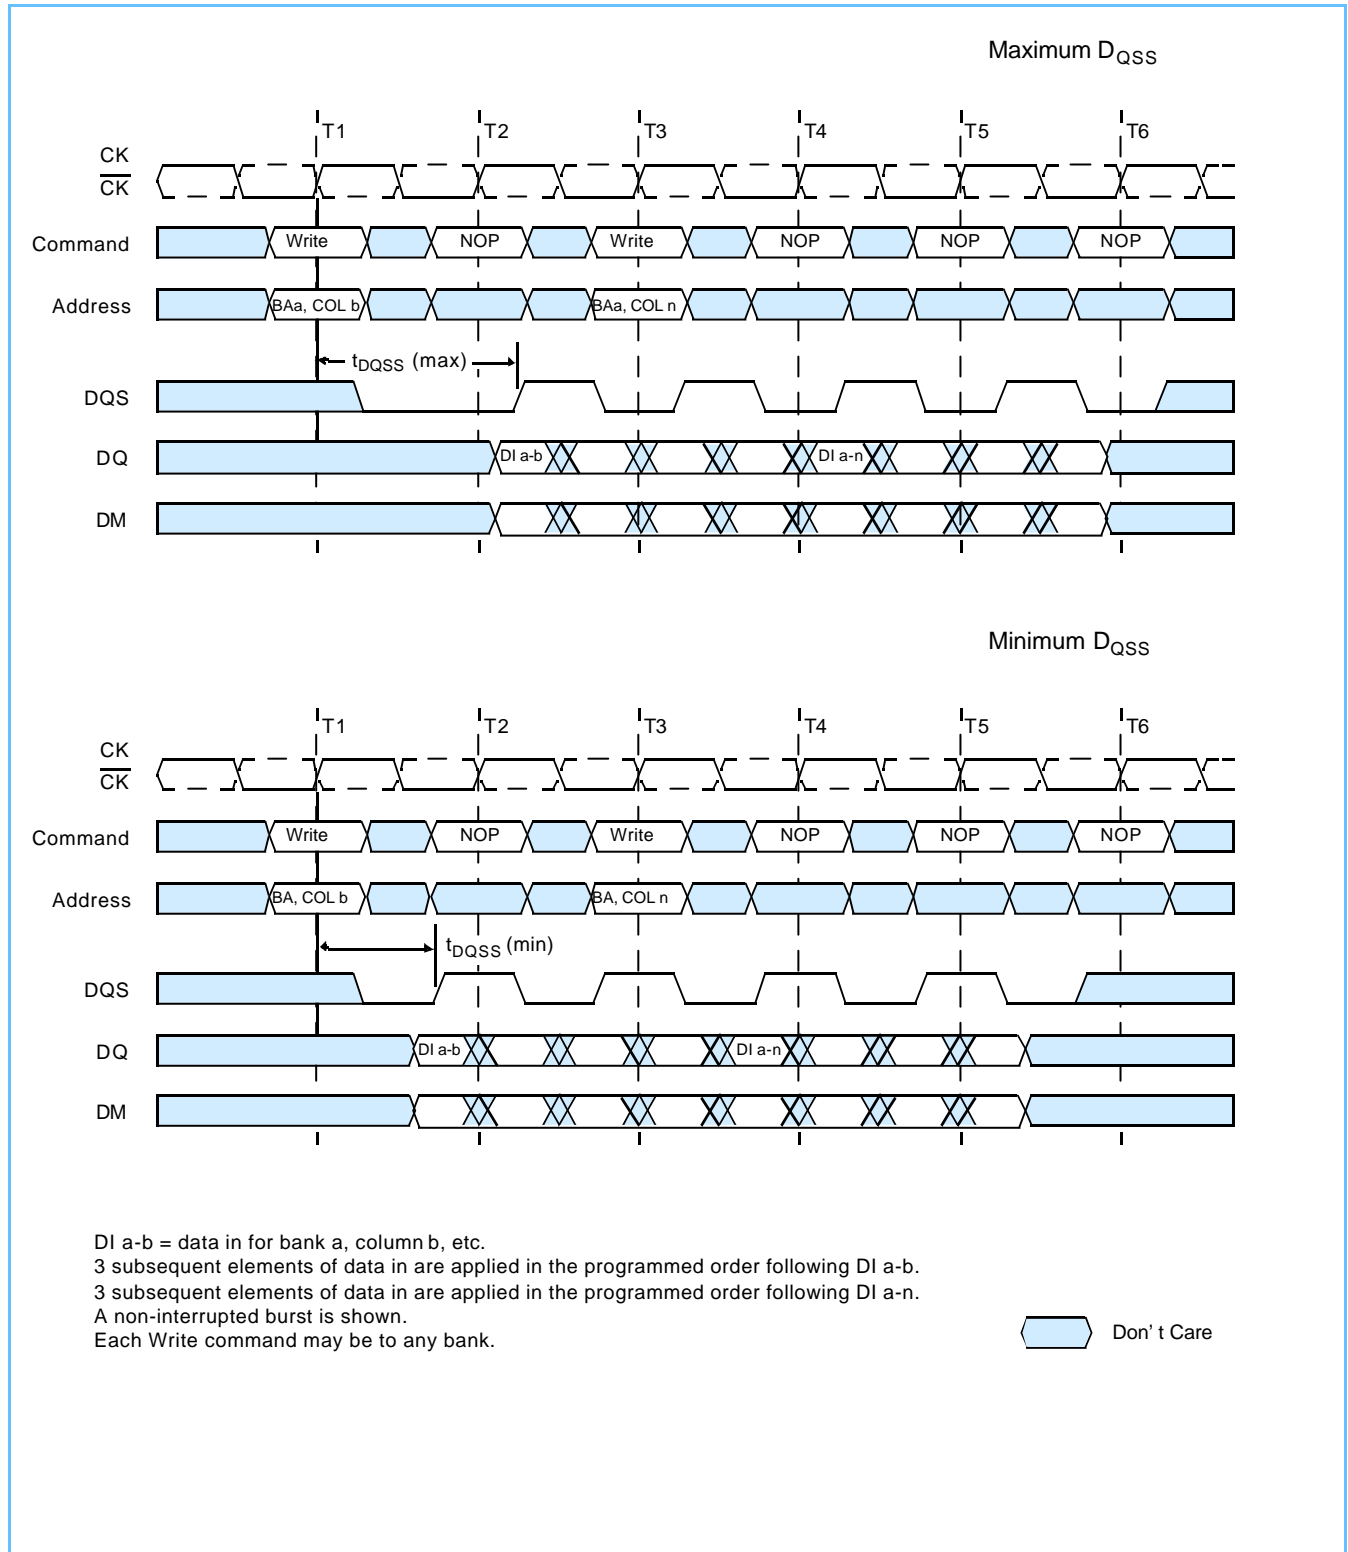 Maximum DQSS
T1 T2 T3 T4 T5 T6
CK
CK
Command Write NOP Write NOP NOP NOP
Address BAa, COL b BAa, COL n
tDQSS (max)
DQS
DQ DI a-b DI a-n
DM
Minimum DQSS
T1 T2 T3 T4 T5 T6
CK
CK
Command Write NOP Write NOP NOP NOP
Address BA, COL b BA, COL n
tDQSS (min)
DQS
DQ DI a-b DI a-n
DM
DI a-b = data in for bank a, column b, etc.
3 subsequent elements of data in are applied in the programmed order following DI a-b.
3 subsequent elements of data in are applied in the programmed order following DI a-n.
A non-interrupted burst is shown.
Each Write command may be to any bank.
Don' t Care